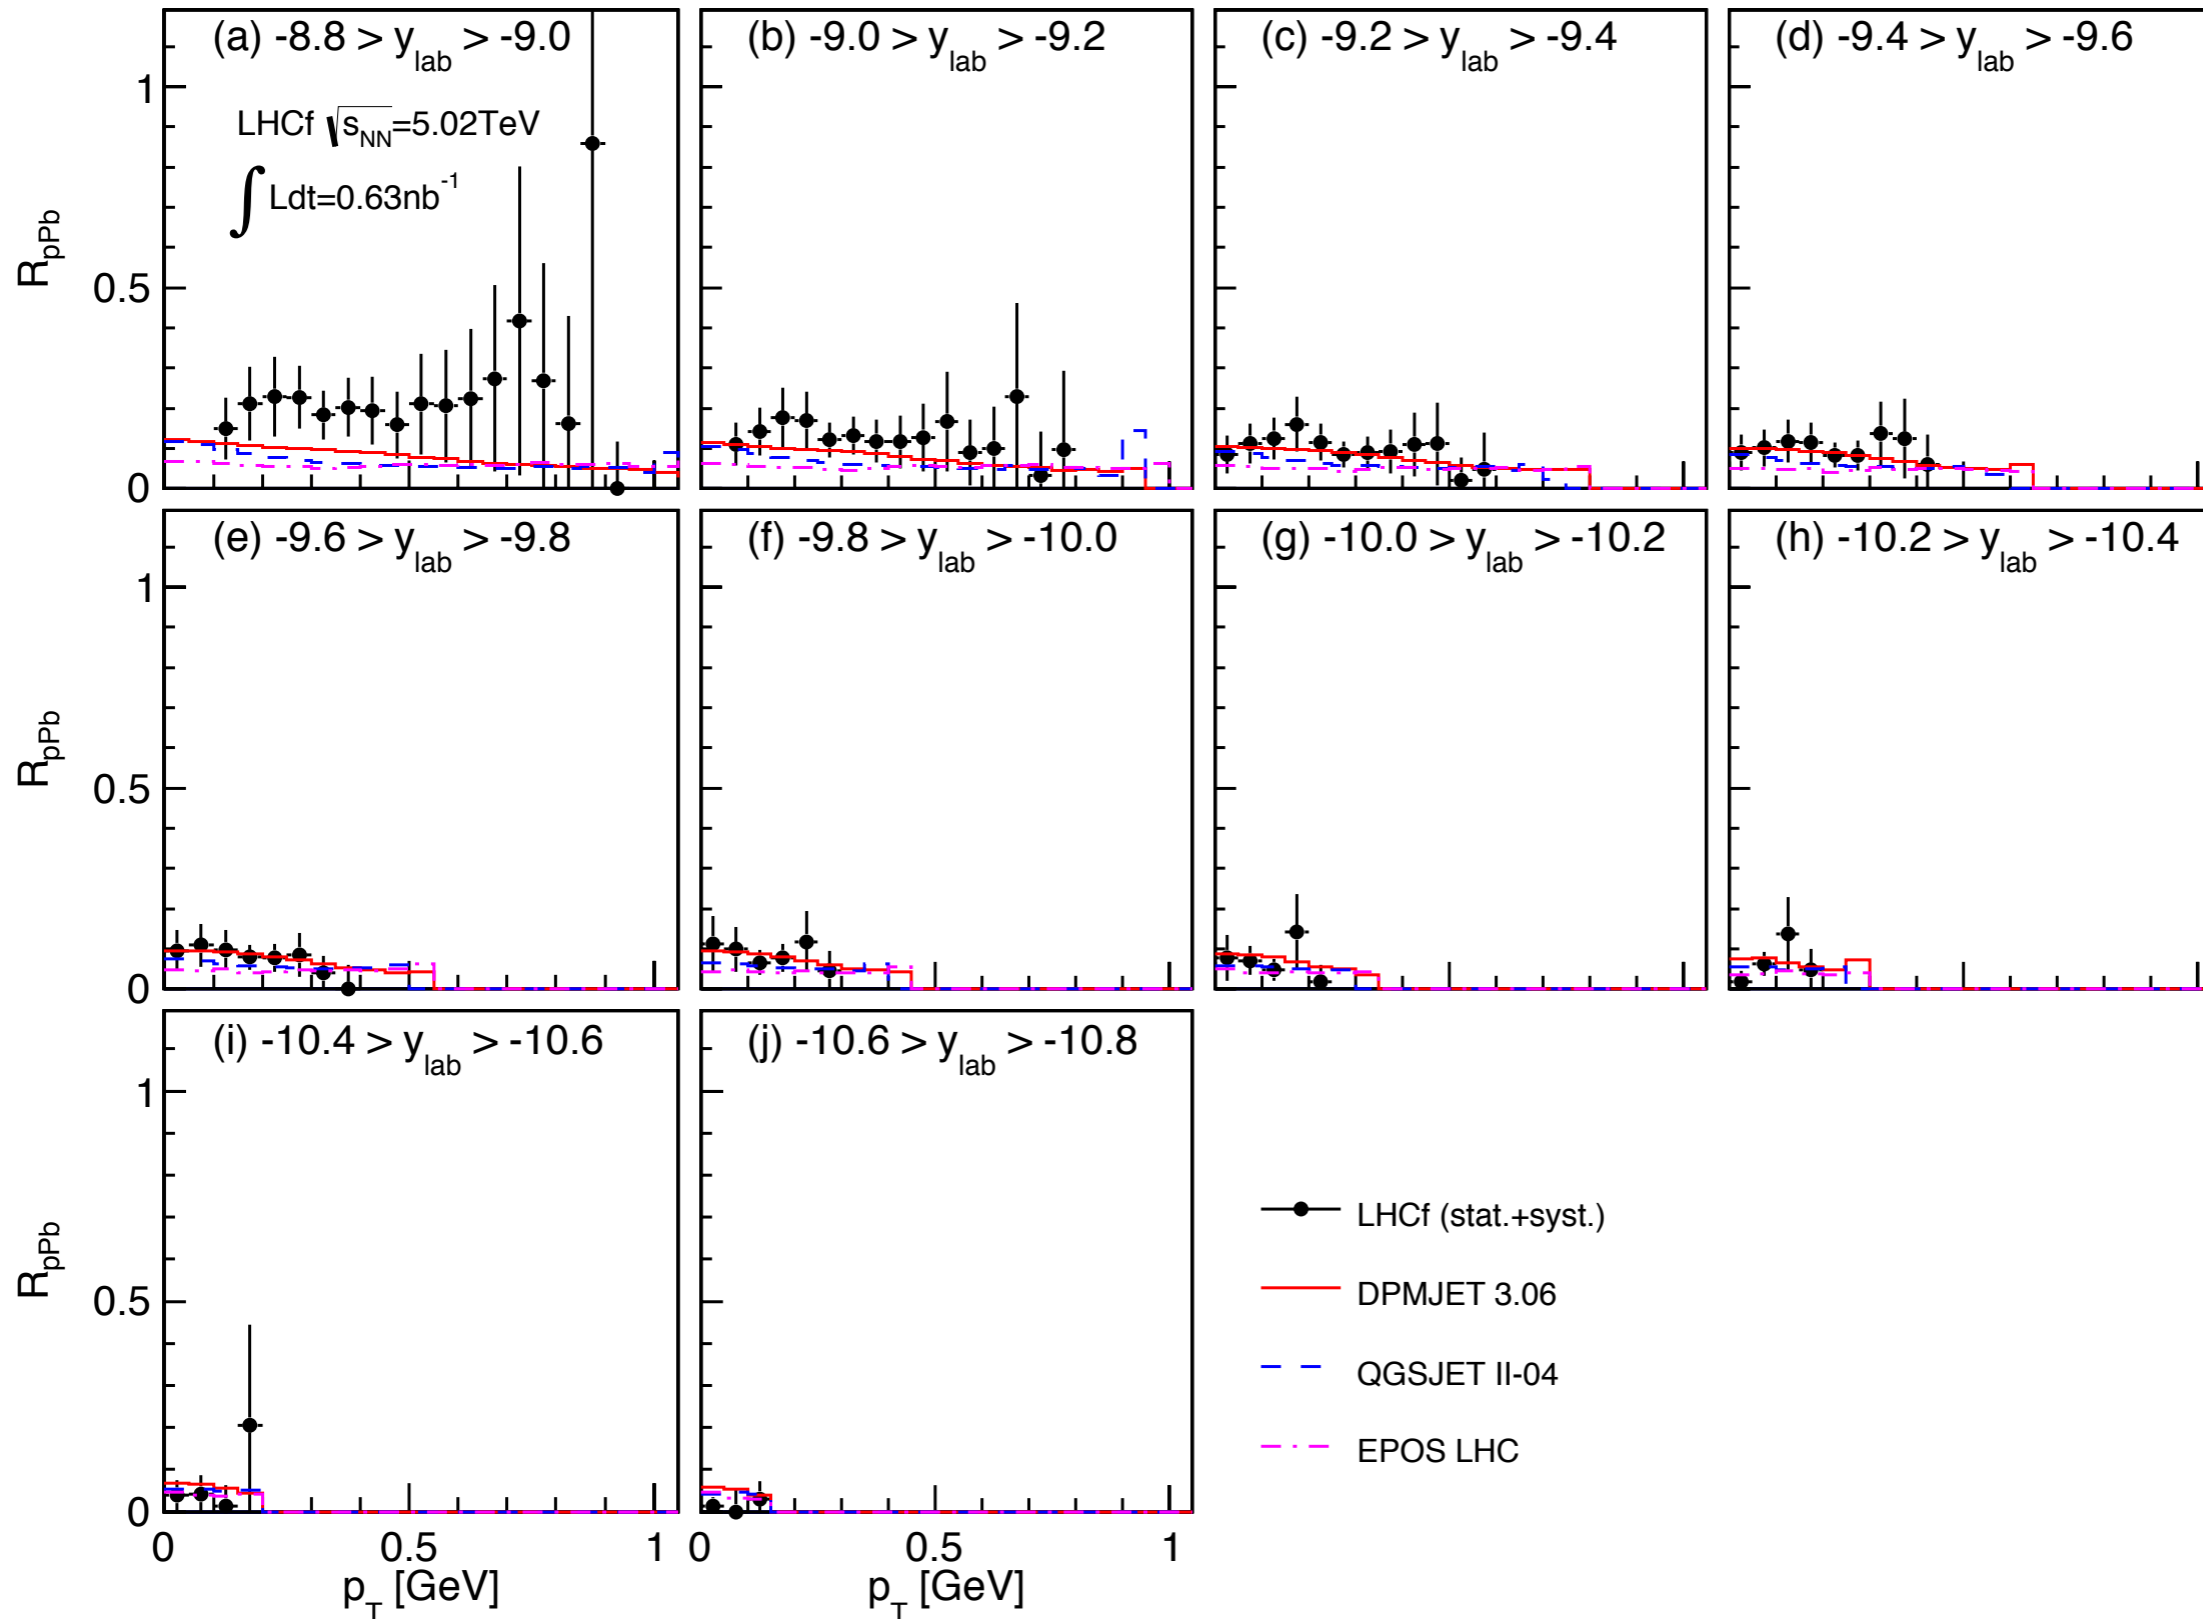 (a) -8.8 > y_lab > -9.0
(b) -9.0 > y_lab > -9.2
(c) -9.2 > y_lab > -9.4
(d) -9.4 > y_lab > -9.6
LHCf √s_NN=5.02TeV
∫ Ldt=0.63nb^-1
R_pPb
1
0.5
0
(e) -9.6 > y_lab > -9.8
(f) -9.8 > y_lab > -10.0
(g) -10.0 > y_lab > -10.2
(h) -10.2 > y_lab > -10.4
R_pPb
1
0.5
0
(i) -10.4 > y_lab > -10.6
(j) -10.6 > y_lab > -10.8
R_pPb
1
0.5
0
0 0.5 1
p_T [GeV]
0 0.5 1
p_T [GeV]
LHCf (stat.+syst.)
DPMJET 3.06
QGSJET II-04
EPOS LHC